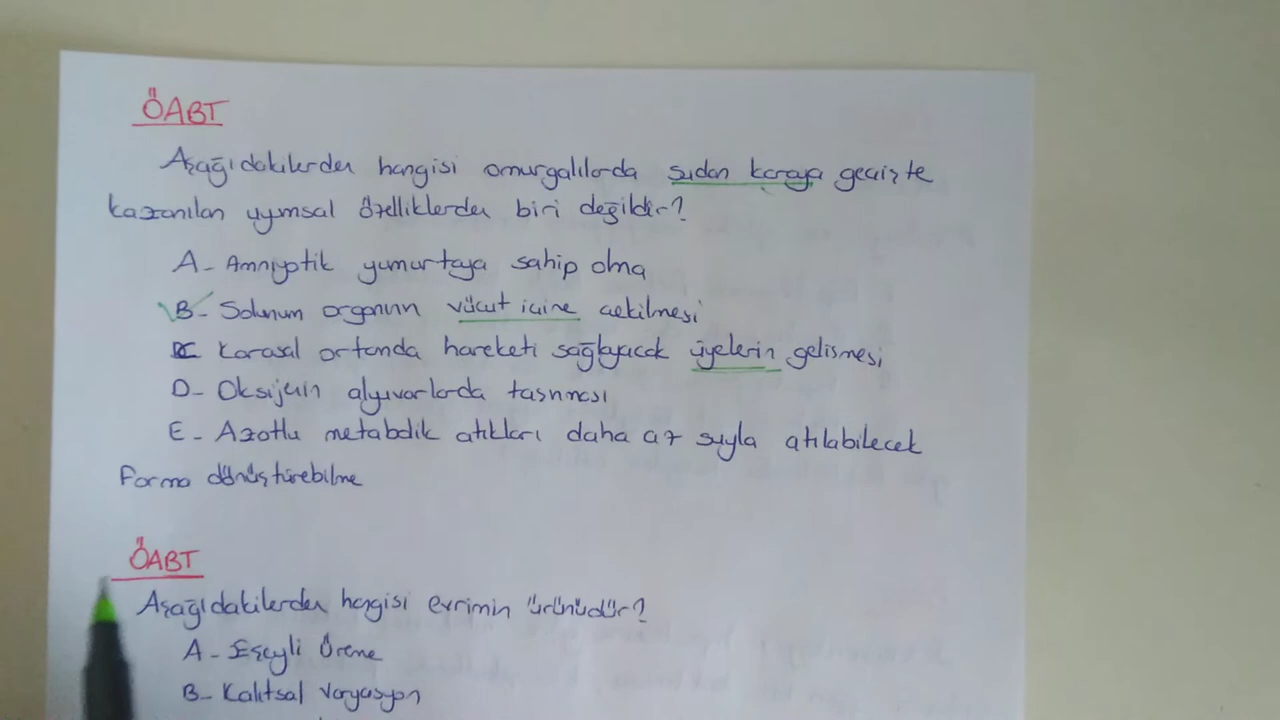 ÖABT
Aşağıdakilerden hangisi omurgalılarda sudan karaya geçişte
kazanılan uyumsal özelliklerden biri değildir?
A- Amniyotik yumurtaya sahip olma
B- Solunum organının vücut içine çekilmesi
C Karasal ortamda hareketi sağlayacak üyelerin gelişmesi
D- Oksijenin alyuvarlarda taşınması
E- Azotlu metabolik atıkları daha az suyla atılabilecek
forma dönüştürebilme
ÖABT
Aşağıdakilerden hangisi evrimin ürünüdür?
A- Eşeyli Üreme
B- Kalıtsal Varyasyon